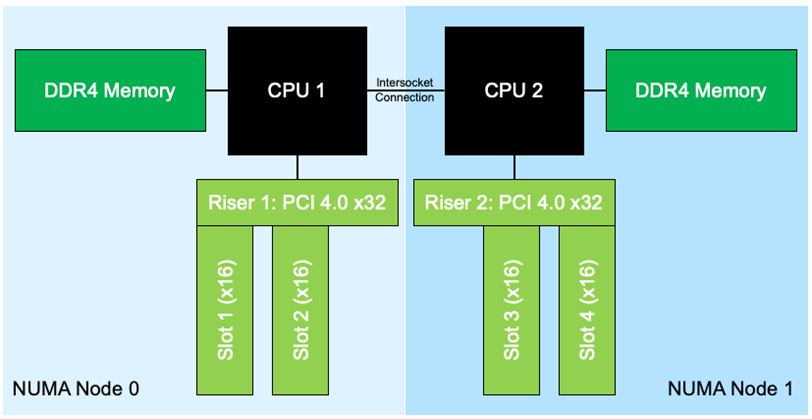 DDR4 Memory
CPU 1
Intersocket
Connection
CPU 2
DDR4 Memory
Riser 1: PCI 4.0 x32
Riser 2: PCI 4.0 x32
Slot 1 (x16)
Slot 2 (x16)
Slot 3 (x16)
Slot 4 (x16)
NUMA Node 0
NUMA Node 1